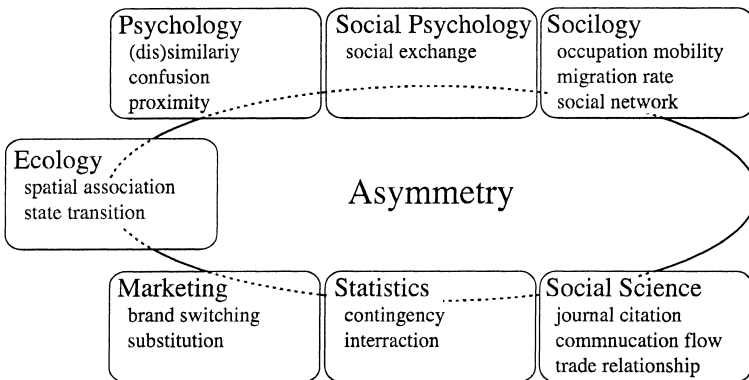 Psychology
(dis)similariy
confusion
proximity
Social Psychology
social exchange
Socilogy
occupation mobility
migration rate
social network
Ecology
spatial association
state transition
Asymmetry
Marketing
brand switching
substitution
Statistics
contingency
interraction
Social Science
journal citation
commnucation flow
trade relationship